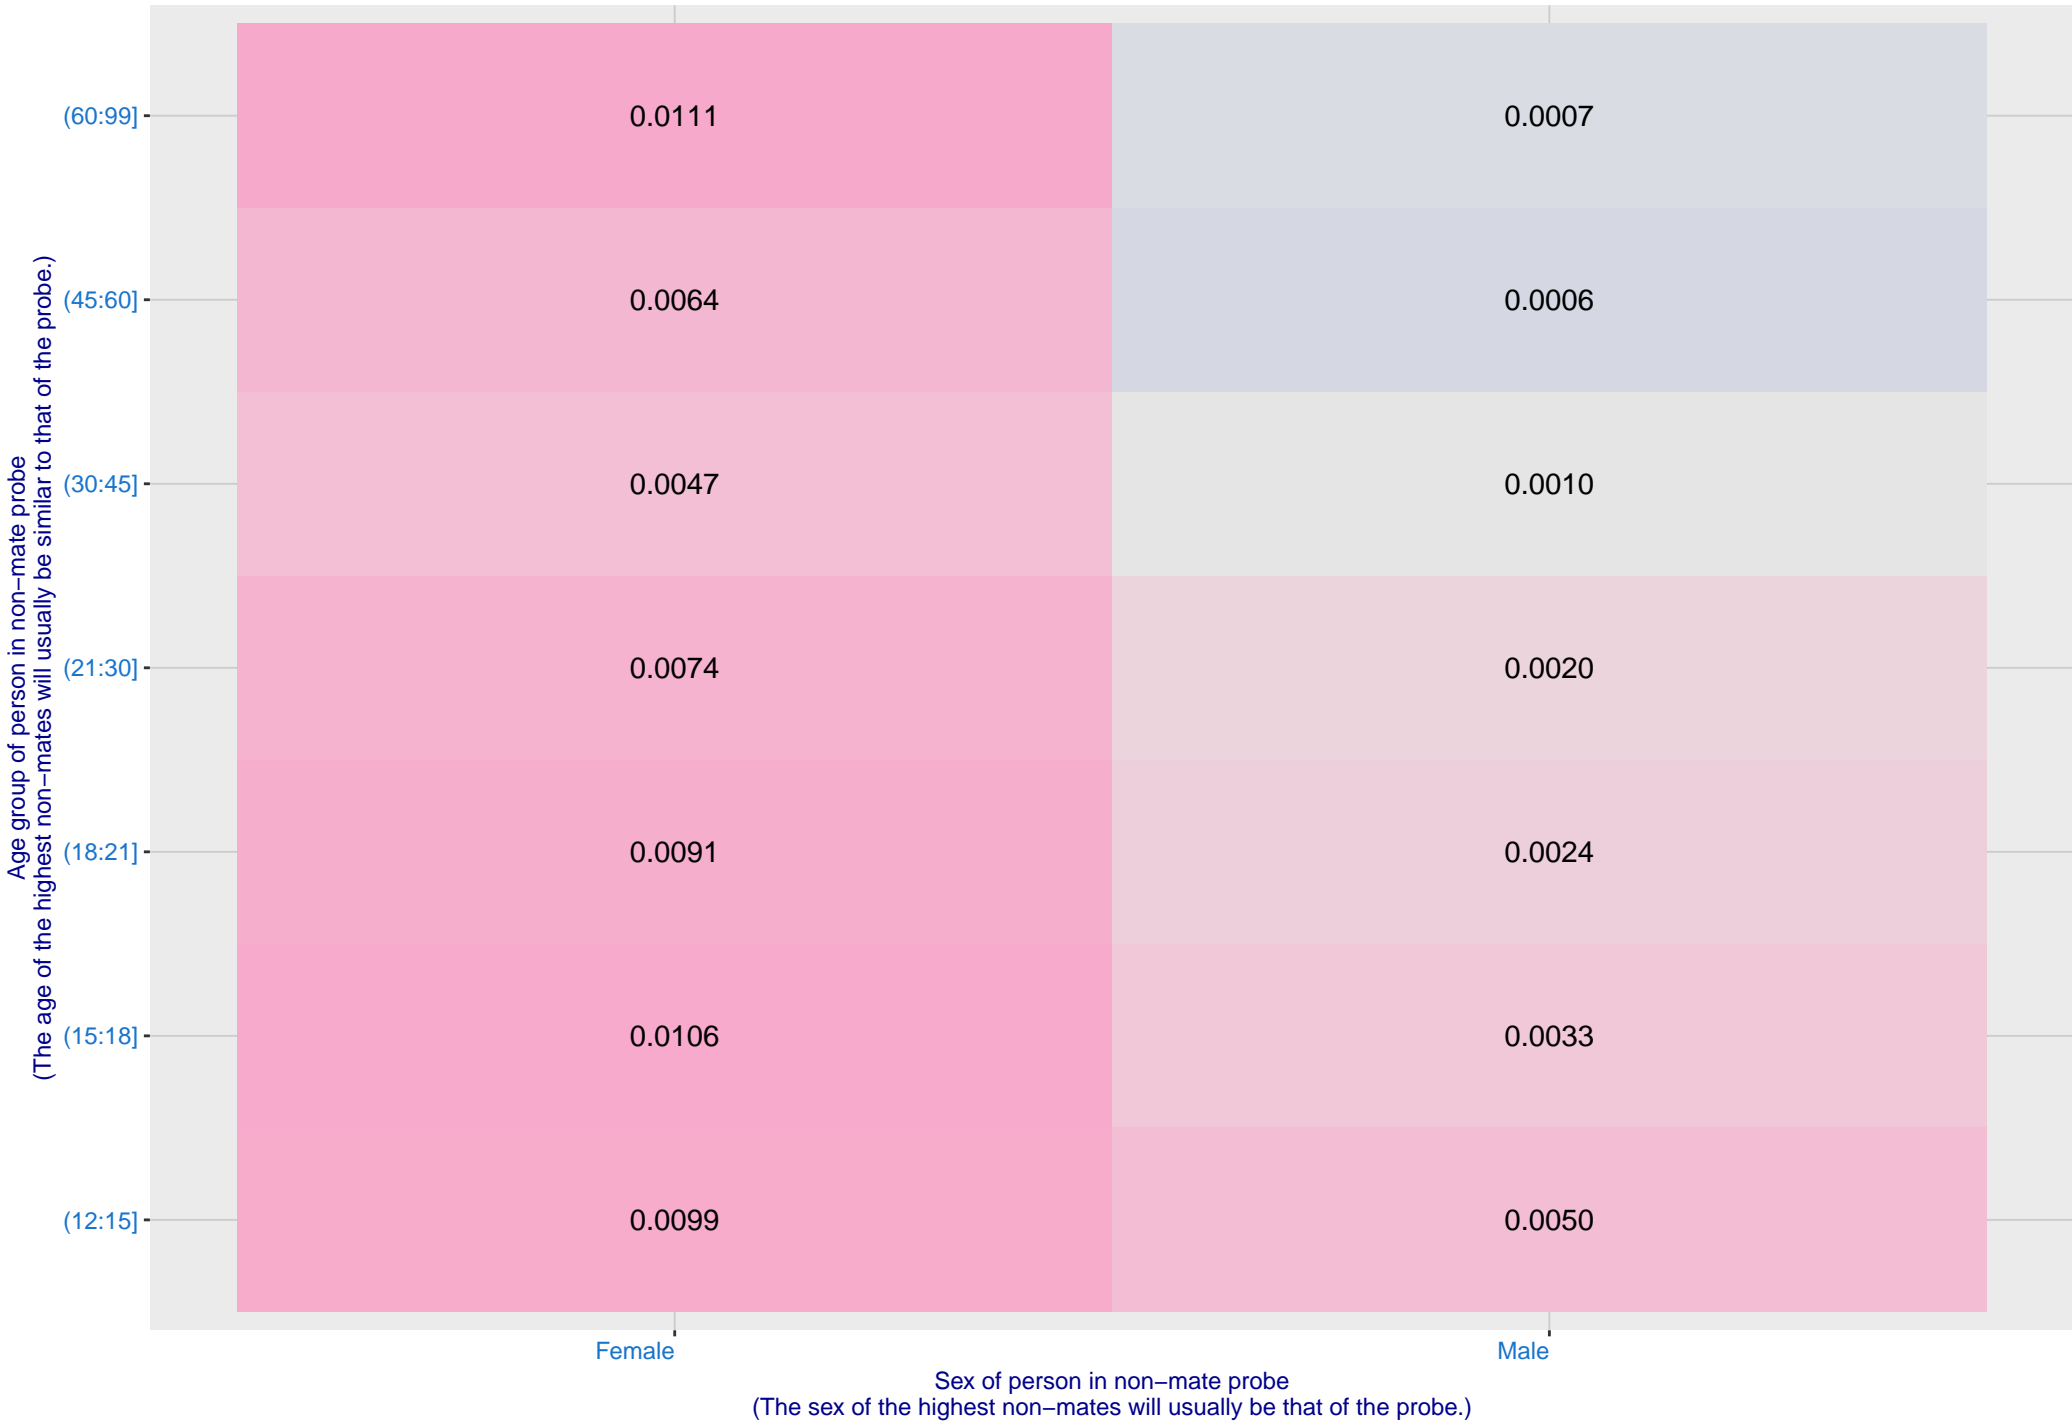 Age group of person in non−mate probe
(The age of the highest non−mates will usually be similar to that of the probe.)
(60:99] 0.0111 0.0007
(45:60] 0.0064 0.0006
(30:45] 0.0047 0.0010
(21:30] 0.0074 0.0020
(18:21] 0.0091 0.0024
(15:18] 0.0106 0.0033
(12:15] 0.0099 0.0050
Female Male
Sex of person in non−mate probe
(The sex of the highest non−mates will usually be that of the probe.)